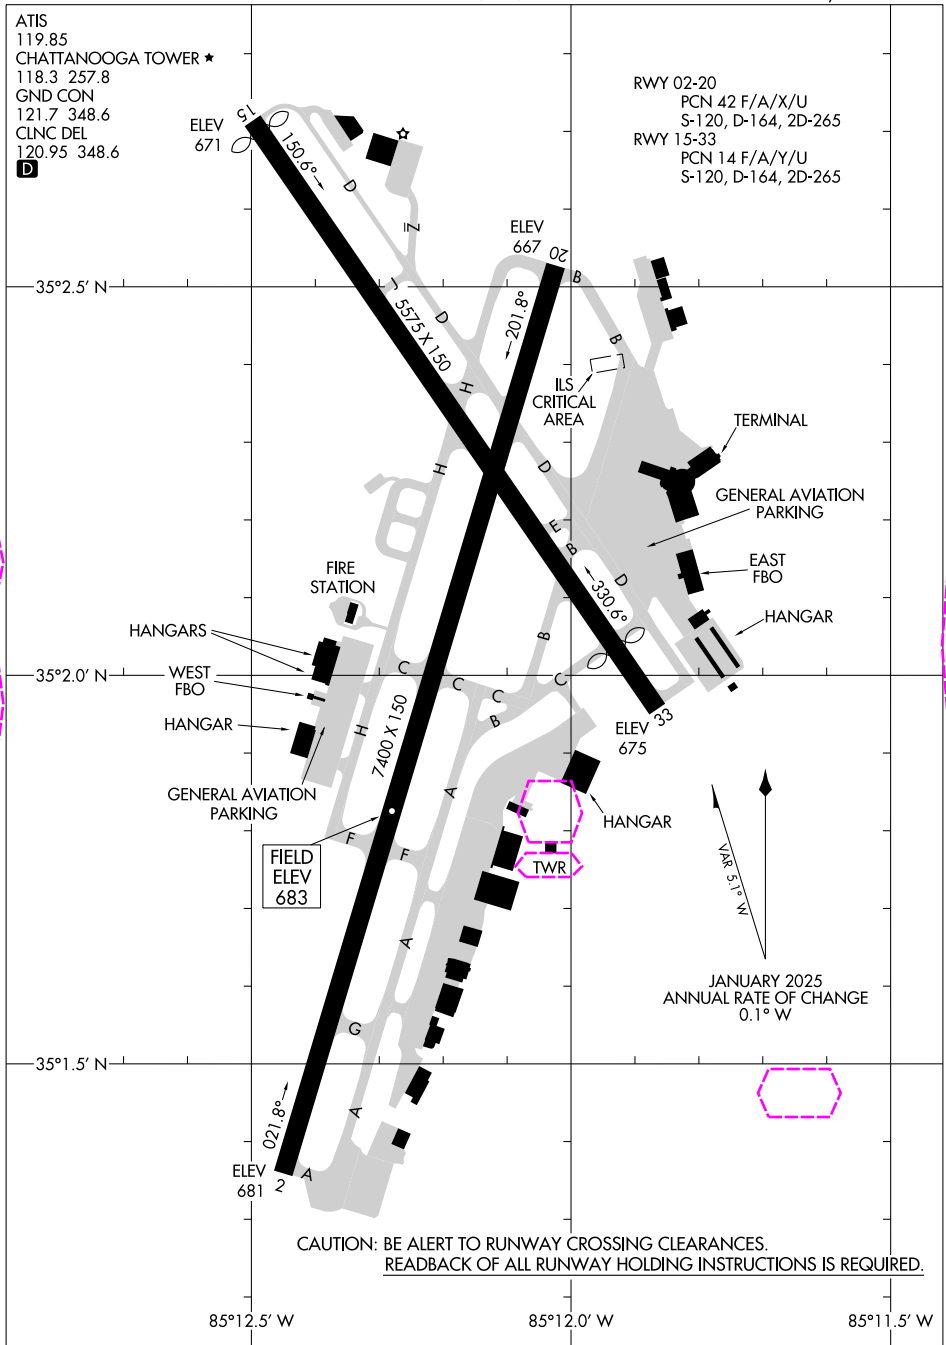 ATIS
119.85
CHATTANOOGA TOWER ★
118.3 257.8
GND CON
121.7 348.6
CLNC DEL
120.95 348.6
D
RWY 02-20
PCN 42 F/A/X/U
S-120, D-164, 2D-265
RWY 15-33
PCN 14 F/A/Y/U
S-120, D-164, 2D-265
15
ELEV
671
150.6°
D
Z
ELEV
667
20
B
35°2.5' N
J
5575 X 150
D
201.8°
B
H
ILS
CRITICAL
AREA
TERMINAL
H
D
GENERAL AVIATION
PARKING
E
B
EAST
FBO
FIRE
STATION
D
330.6°
HANGAR
HANGARS
B
35°2.0' N
WEST
FBO
C
C
C
C
HANGAR
H
7400 X 150
B
33
ELEV
675
GENERAL AVIATION
PARKING
A
HANGAR
F
F
FIELD
ELEV
683
TWR
VAR 5.1° W
A
JANUARY 2025
ANNUAL RATE OF CHANGE
0.1° W
G
35°1.5' N
021.8°
A
ELEV
681
2
A
CAUTION: BE ALERT TO RUNWAY CROSSING CLEARANCES.
READBACK OF ALL RUNWAY HOLDING INSTRUCTIONS IS REQUIRED.
85°12.5' W
85°12.0' W
85°11.5' W